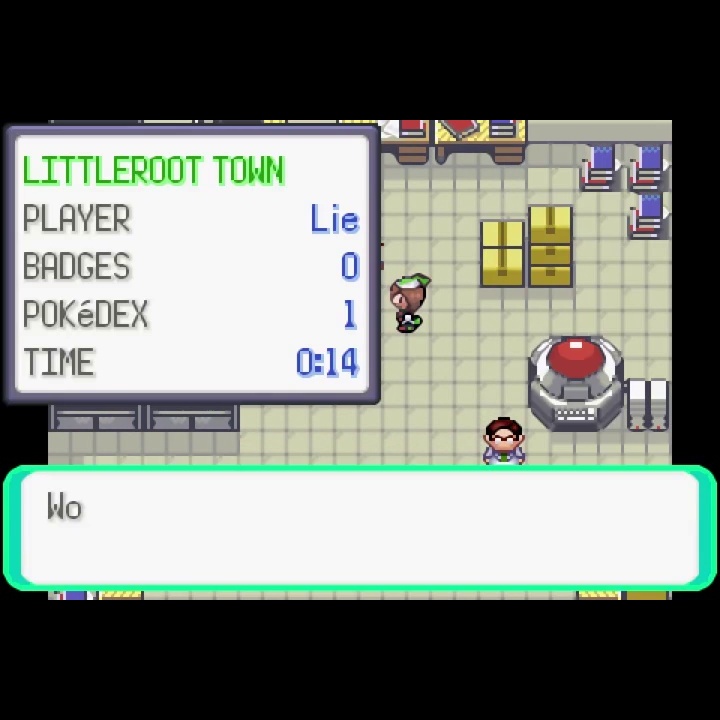 LITTLEROOT TOWN
PLAYER Lie
BADGES 0
POKéDEX 1
TIME 0:14
Wo